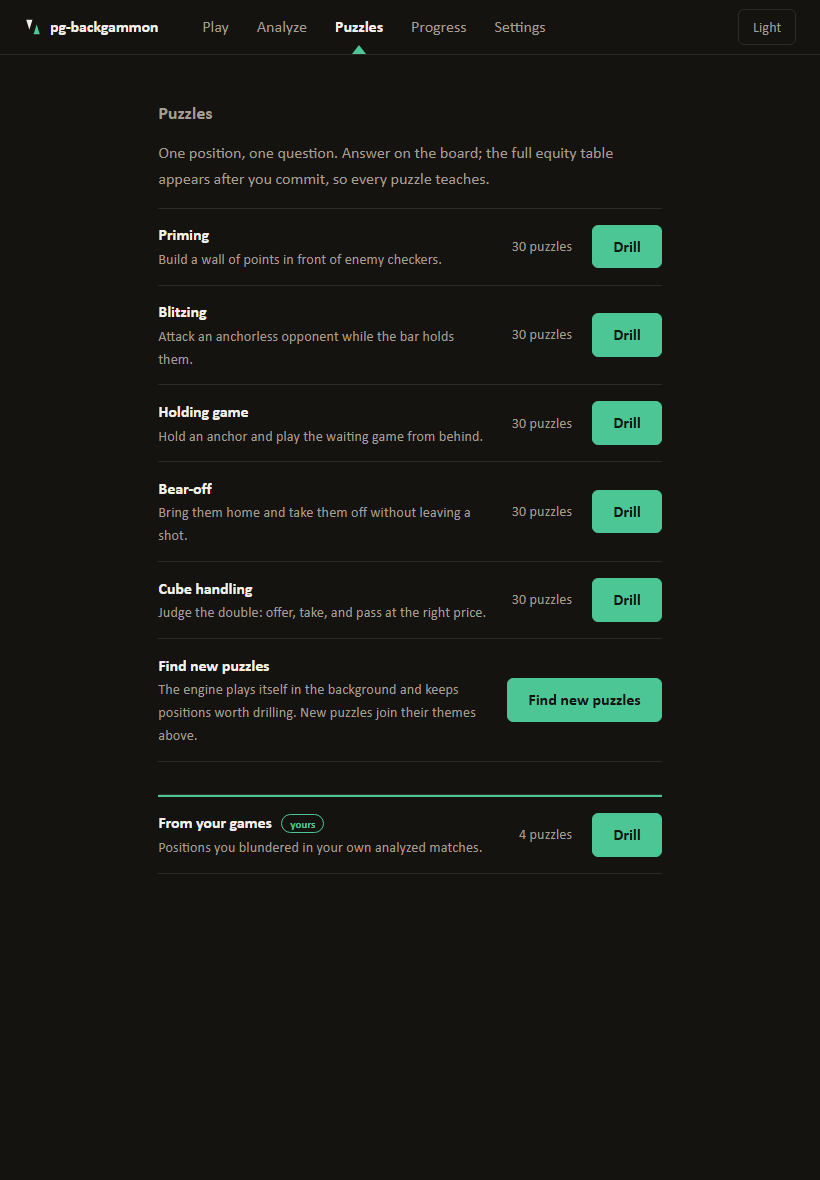 pg-backgammon Play Analyze Puzzles Progress Settings Light
Puzzles
One position, one question. Answer on the board; the full equity table
appears after you commit, so every puzzle teaches.
Priming
Build a wall of points in front of enemy checkers.
30 puzzles
Drill
Blitzing
Attack an anchorless opponent while the bar holds
them.
30 puzzles
Drill
Holding game
Hold an anchor and play the waiting game from behind.
30 puzzles
Drill
Bear-off
Bring them home and take them off without leaving a
shot.
30 puzzles
Drill
Cube handling
Judge the double: offer, take, and pass at the right price.
30 puzzles
Drill
Find new puzzles
The engine plays itself in the background and keeps
positions worth drilling. New puzzles join their themes
above.
Find new puzzles
From your games yours
Positions you blundered in your own analyzed matches.
4 puzzles
Drill